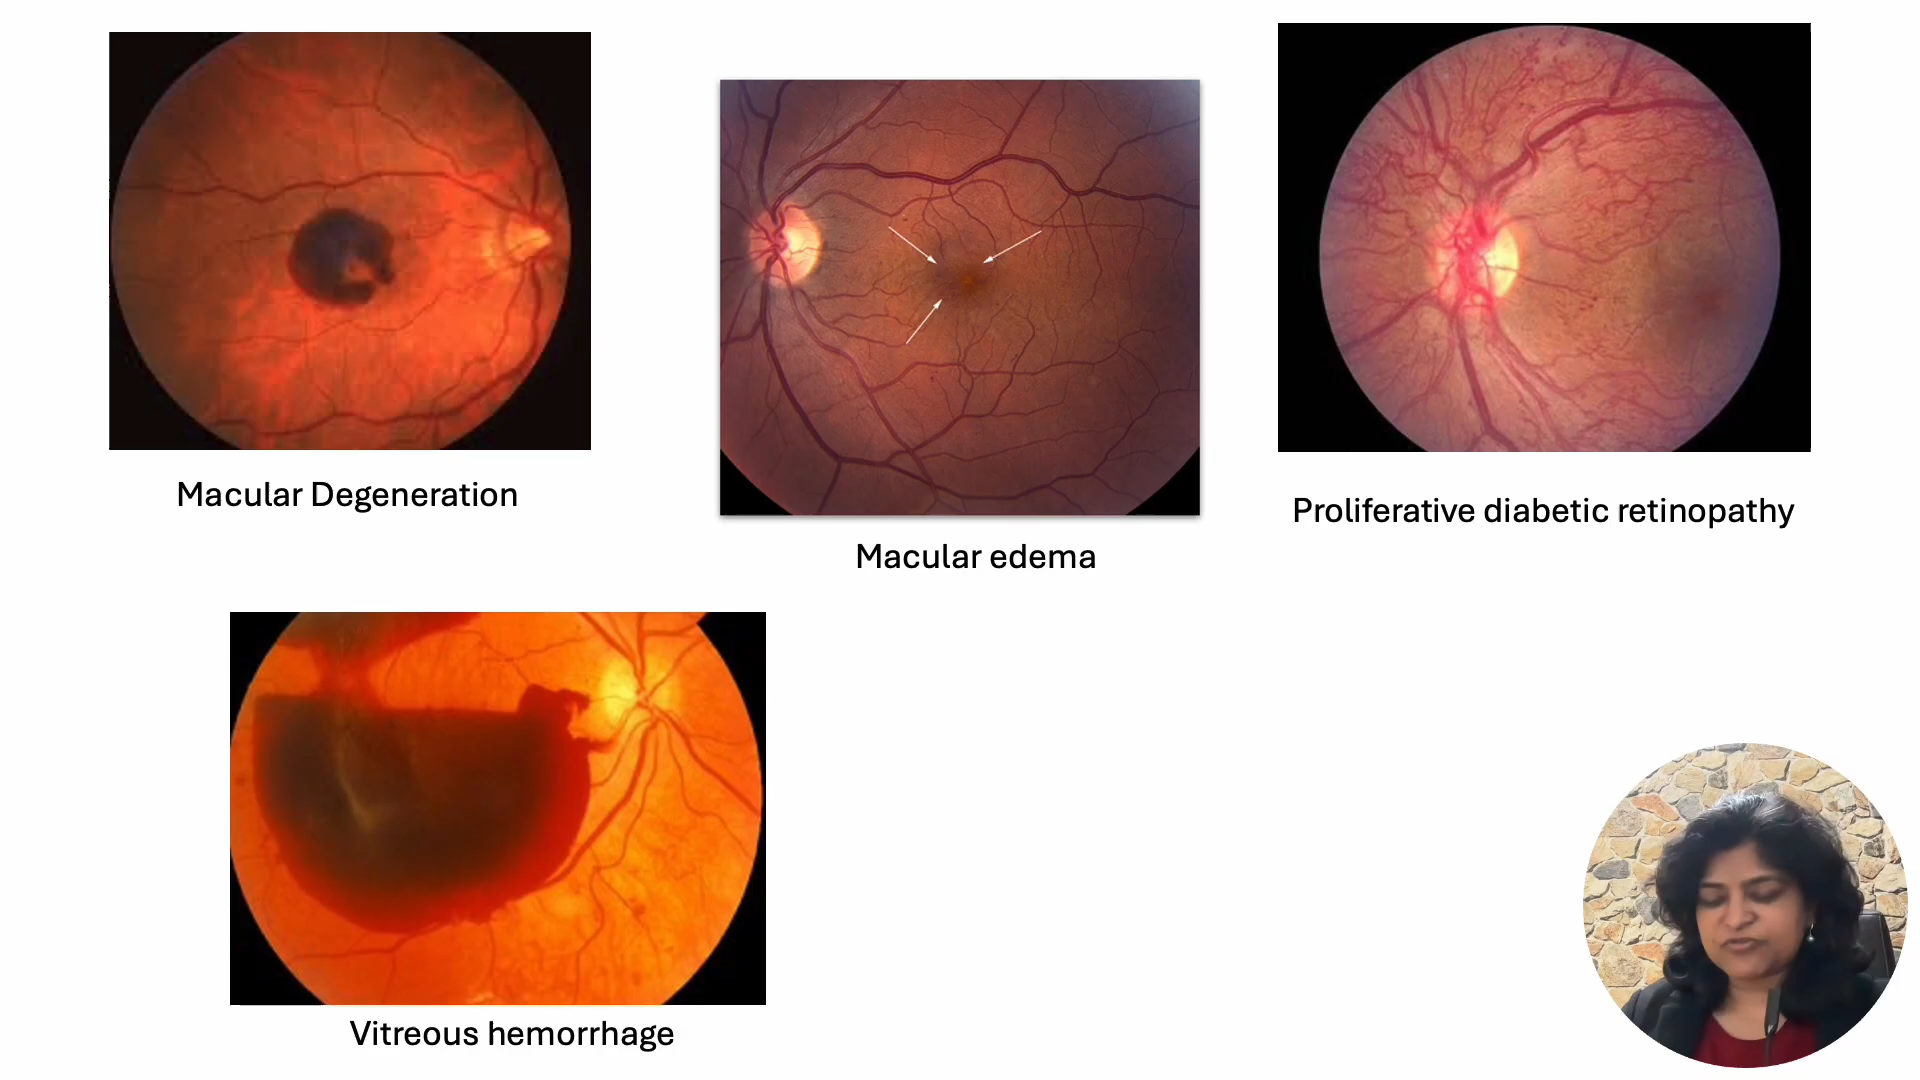 Macular Degeneration
Macular edema
Proliferative diabetic retinopathy
Vitreous hemorrhage